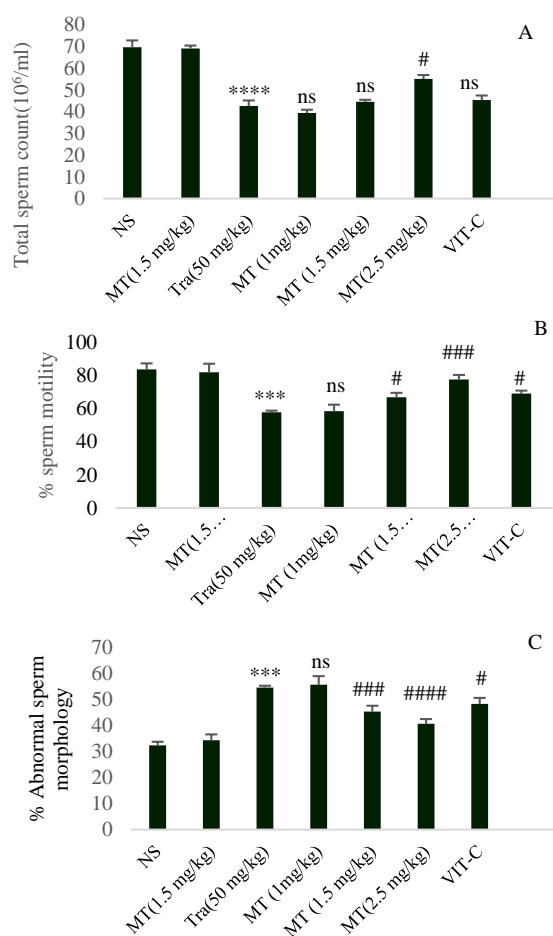 A
Total sperm count(10⁶/ml)
80
70
60
50
40
30
20
10
0
****
ns
ns
#
ns
NS
MT(1.5 mg/kg)
Tra(50 mg/kg)
MT (1mg/kg)
MT (1.5 mg/kg)
MT(2.5 mg/kg)
VIT-C
B
% sperm motility
100
80
60
40
20
0
***
ns
#
###
#
NS
MT(1.5…
Tra(50 mg/kg)
MT (1mg/kg)
MT (1.5…
MT(2.5…
VIT-C
C
% Abnormal sperm
morphology
70
60
50
40
30
20
10
0
***
ns
###
####
#
NS
MT(1.5 mg/kg)
Tra(50 mg/kg)
MT (1mg/kg)
MT (1.5 mg/kg)
MT(2.5 mg/kg)
VIT-C